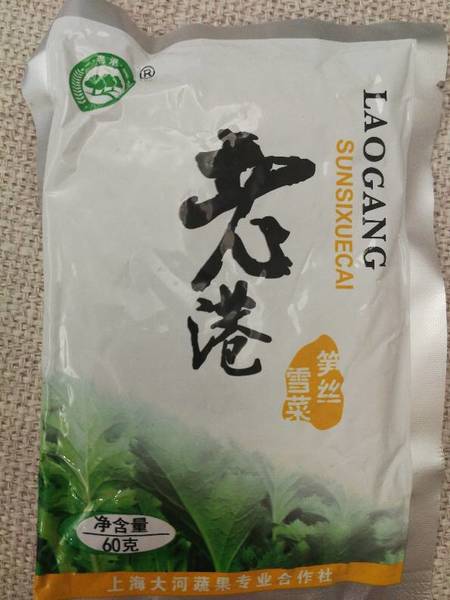 ®
LAOGANG
SUNSIXUECAI
老港
笋丝
雪菜
净含量
60克
上海大河蔬果专业合作社